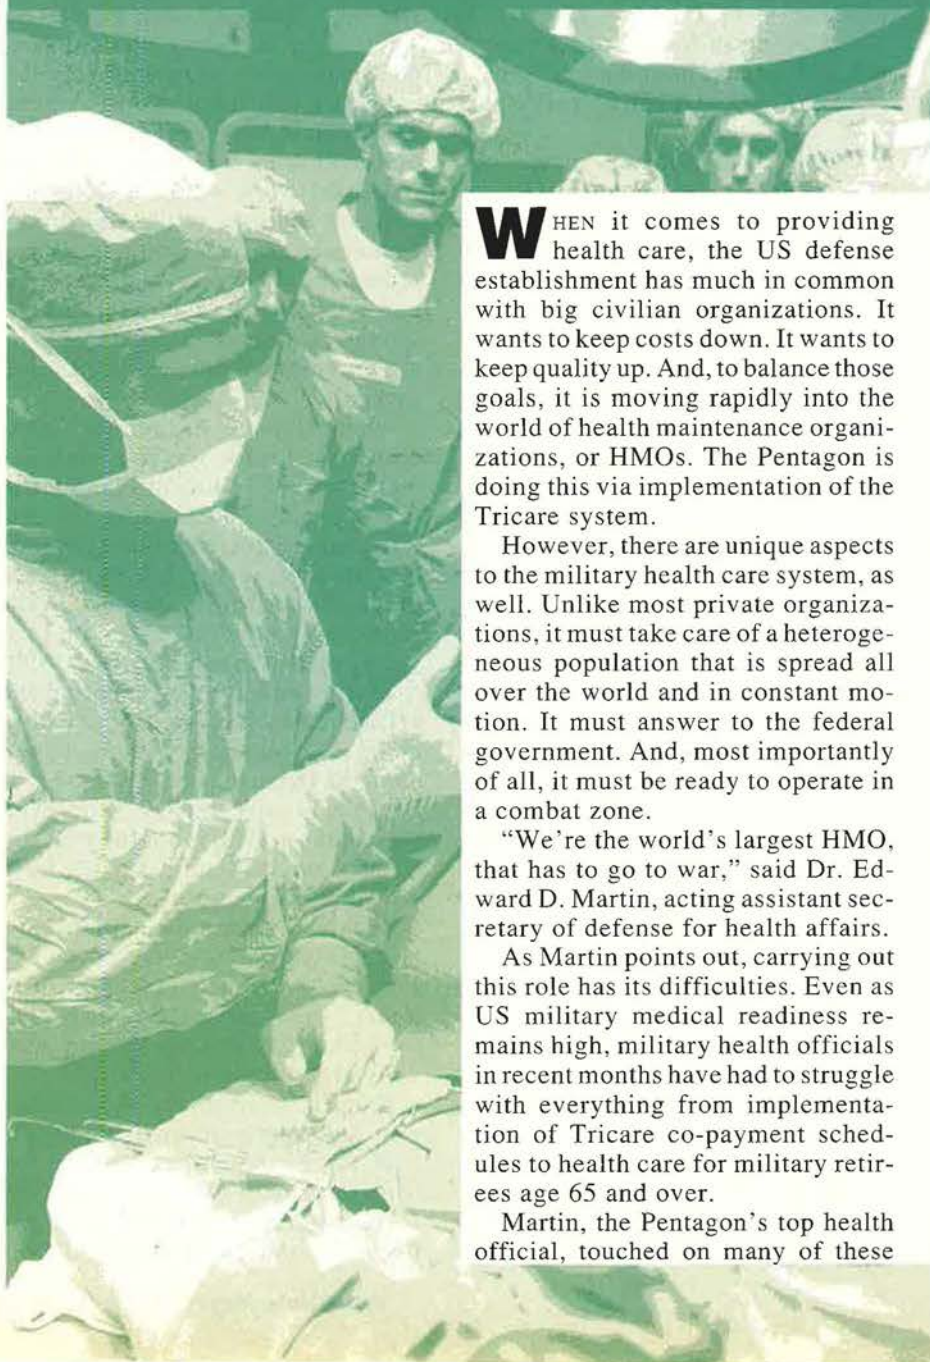 WHEN it comes to providing
health care, the US defense
establishment has much in common
with big civilian organizations. It
wants to keep costs down. It wants to
keep quality up. And, to balance those
goals, it is moving rapidly into the
world of health maintenance organi-
zations, or HMOs. The Pentagon is
doing this via implementation of the
Tricare system.
However, there are unique aspects
to the military health care system, as
well. Unlike most private organiza-
tions, it must take care of a heteroge-
neous population that is spread all
over the world and in constant mo-
tion. It must answer to the federal
government. And, most importantly
of all, it must be ready to operate in
a combat zone.
“We’re the world’s largest HMO,
that has to go to war,” said Dr. Ed-
ward D. Martin, acting assistant sec-
retary of defense for health affairs.
As Martin points out, carrying out
this role has its difficulties. Even as
US military medical readiness re-
mains high, military health officials
in recent months have had to struggle
with everything from implementa-
tion of Tricare co-payment sched-
ules to health care for military retir-
ees age 65 and over.
Martin, the Pentagon’s top health
official, touched on many of these